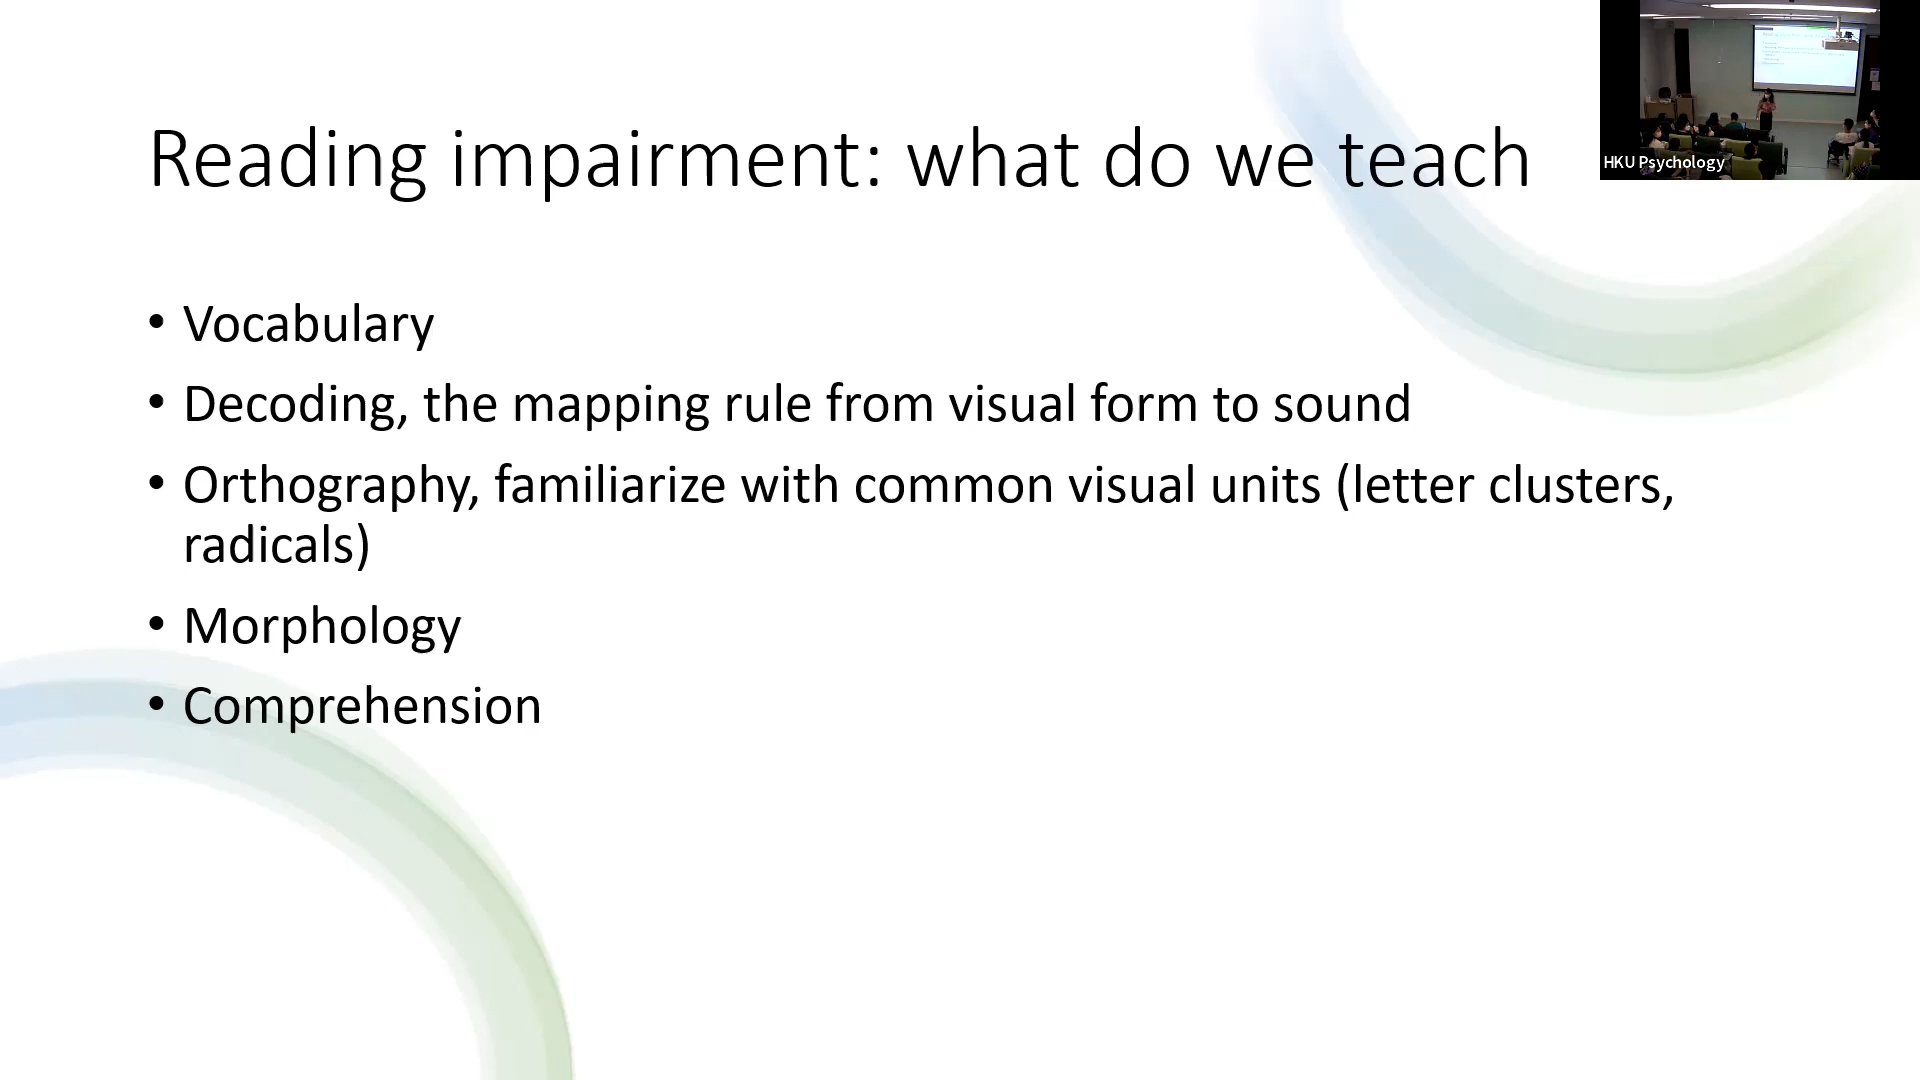 Reading impairment: what do we teach
HKU Psychology
• Vocabulary
• Decoding, the mapping rule from visual form to sound
• Orthography, familiarize with common visual units (letter clusters,
radicals)
• Morphology
• Comprehension